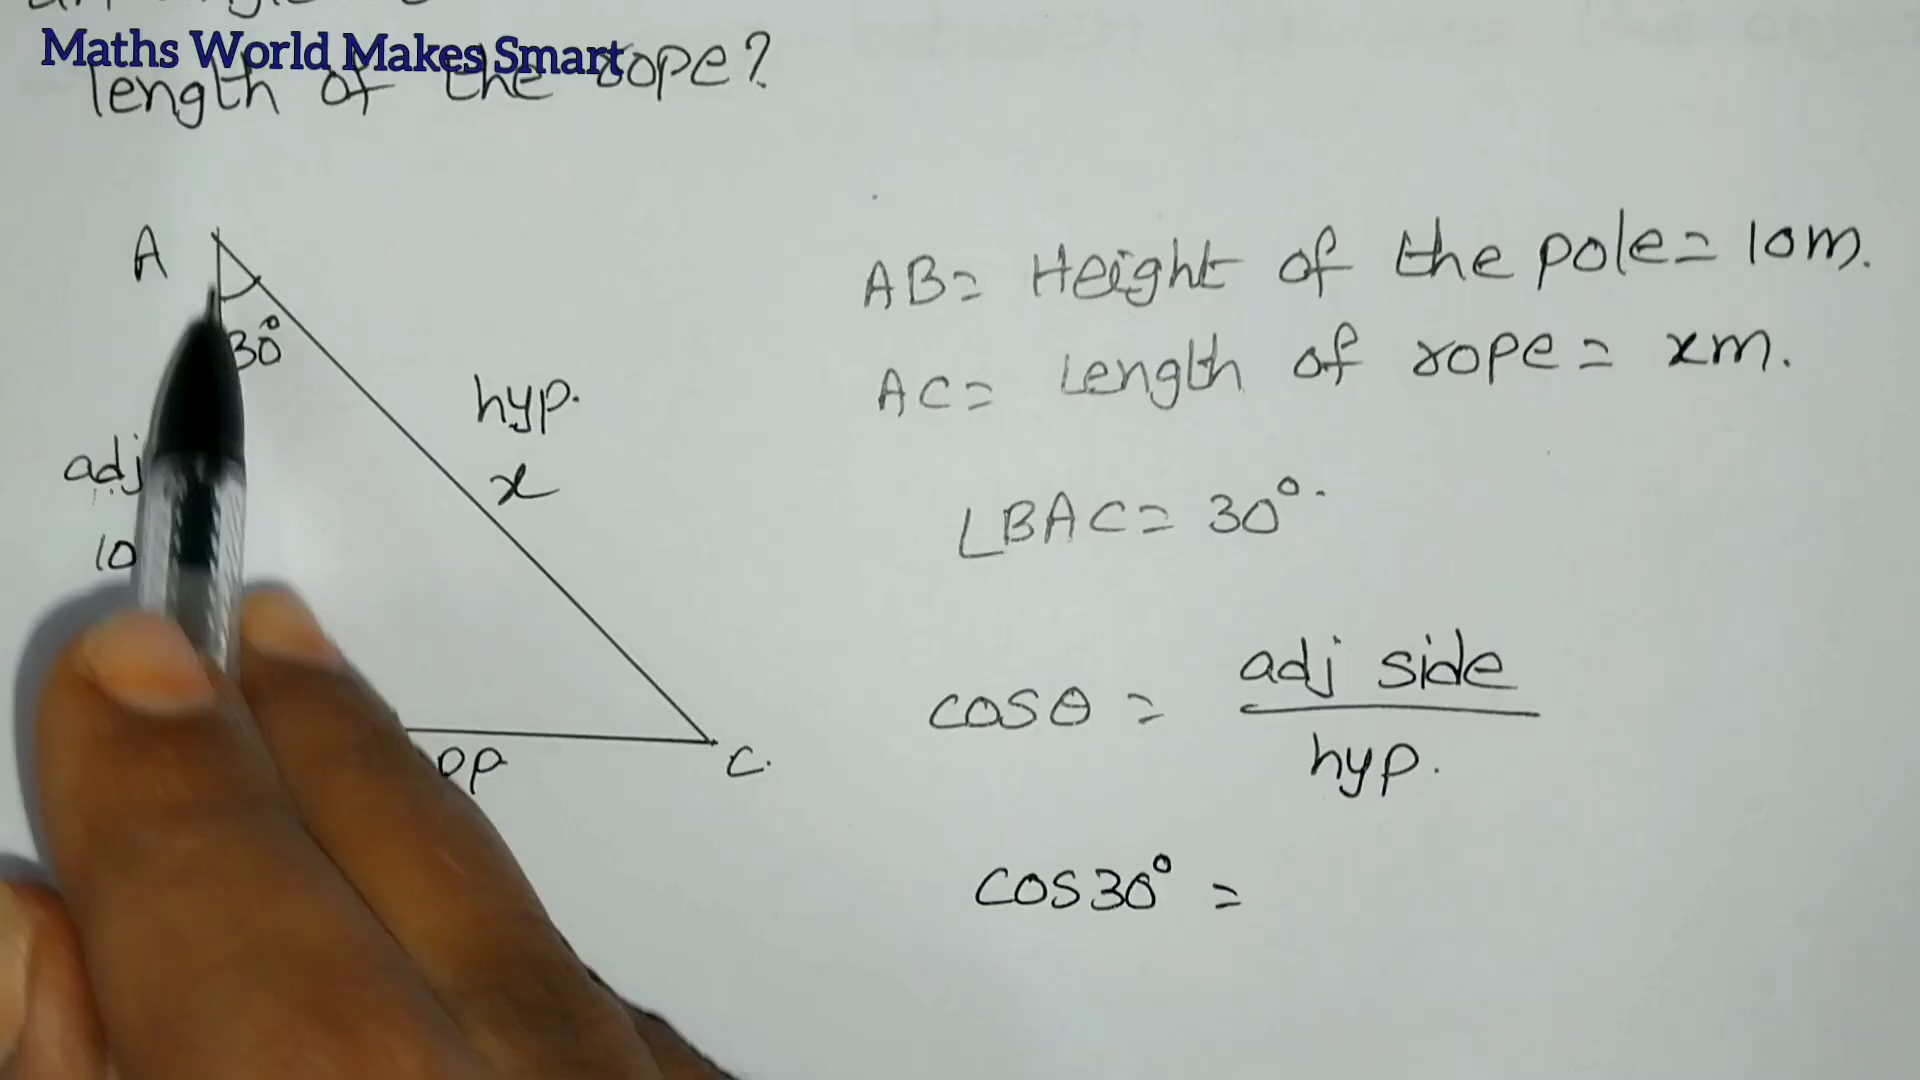 Maths World Makes Smart
length of the rope?
A
30°
hyp.
x
adj
10
op
C.
AB = Height of the pole = 10m.
AC = Length of rope = xm.
∠BAC = 30°.
cosθ = adj side
hyp.
cos30° =